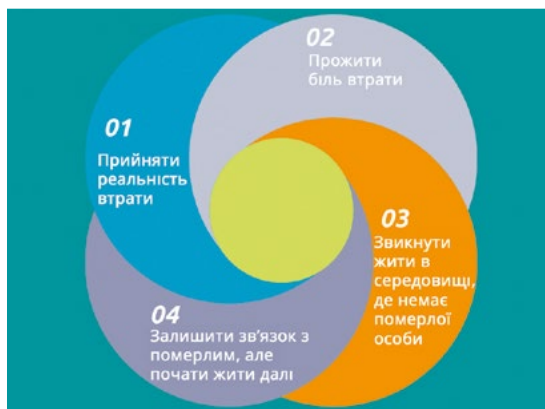 01
Прийняти
реальність
втрати
02
Прожити
біль втрати
03
Звикнути
жити в
середовищі,
де немає
померлої
особи
04
Залишити зв'язок з
померлим, але
почати жити далі